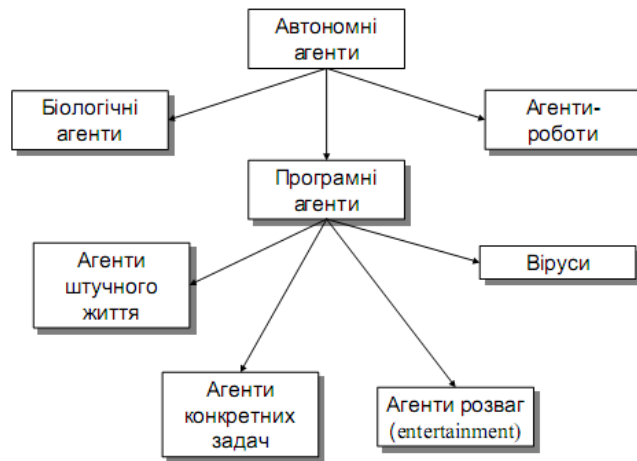 Автономні
агенти
Біологічні
агенти
Агенти-
роботи
Програмні
агенти
Агенти
штучного
життя
Віруси
Агенти
конкретних
задач
Агенти розваг
(entertainment)